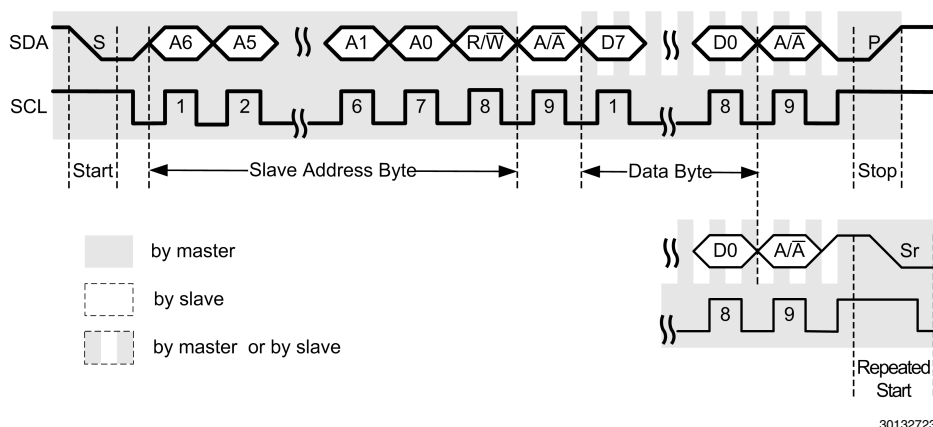 SDA S A6 A5 A1 A0 R/W̅ A/A̅ D7 D0 A/A̅ P
SCL 1 2 6 7 8 9 1 8 9
Start Slave Address Byte Data Byte Stop
by master
by slave
by master or by slave
D0 A/A̅ Sr
8 9
Repeated
Start
30132723